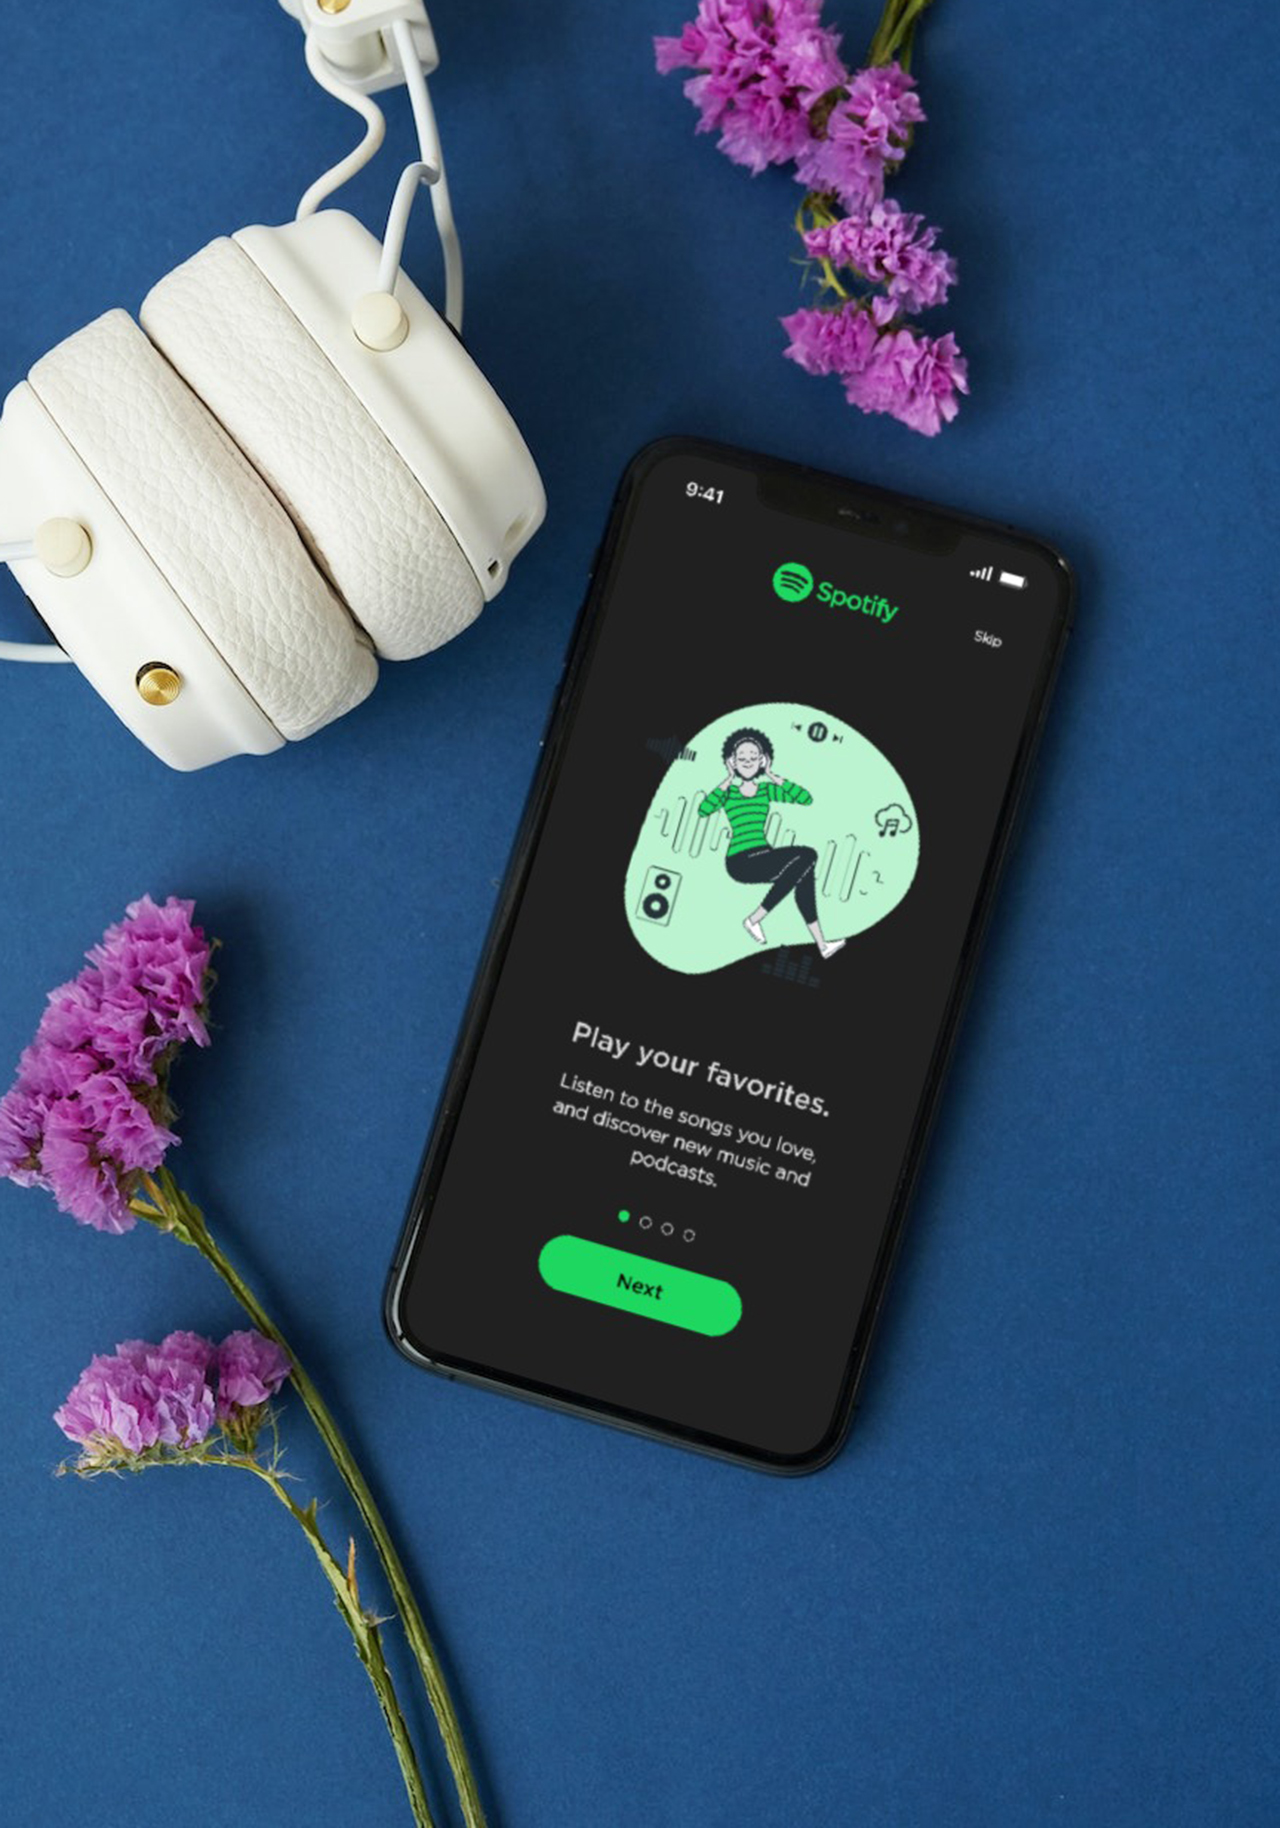 9:41
Spotify
Skip
Play your favorites.
Listen to the songs you love,
and discover new music and
podcasts.
Next